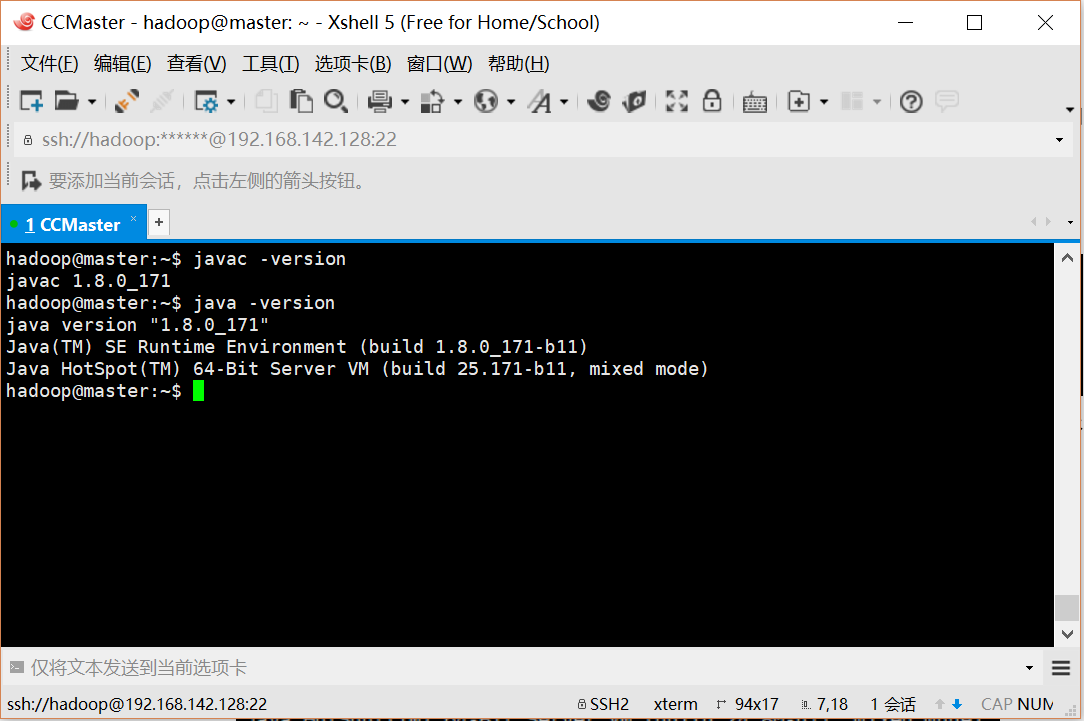 CCMaster - hadoop@master: ~ - Xshell 5 (Free for Home/School)
文件(F) 编辑(E) 查看(V) 工具(T) 选项卡(B) 窗口(W) 帮助(H)
ssh://hadoop:******@192.168.142.128:22
要添加当前会话，点击左侧的箭头按钮。
1 CCMaster × +
hadoop@master:~$ javac -version
javac 1.8.0_171
hadoop@master:~$ java -version
java version "1.8.0_171"
Java(TM) SE Runtime Environment (build 1.8.0_171-b11)
Java HotSpot(TM) 64-Bit Server VM (build 25.171-b11, mixed mode)
hadoop@master:~$
仅将文本发送到当前选项卡
ssh://hadoop@192.168.142.128:22 SSH2 xterm 94x17 7,18 1 会话 CAP NUM